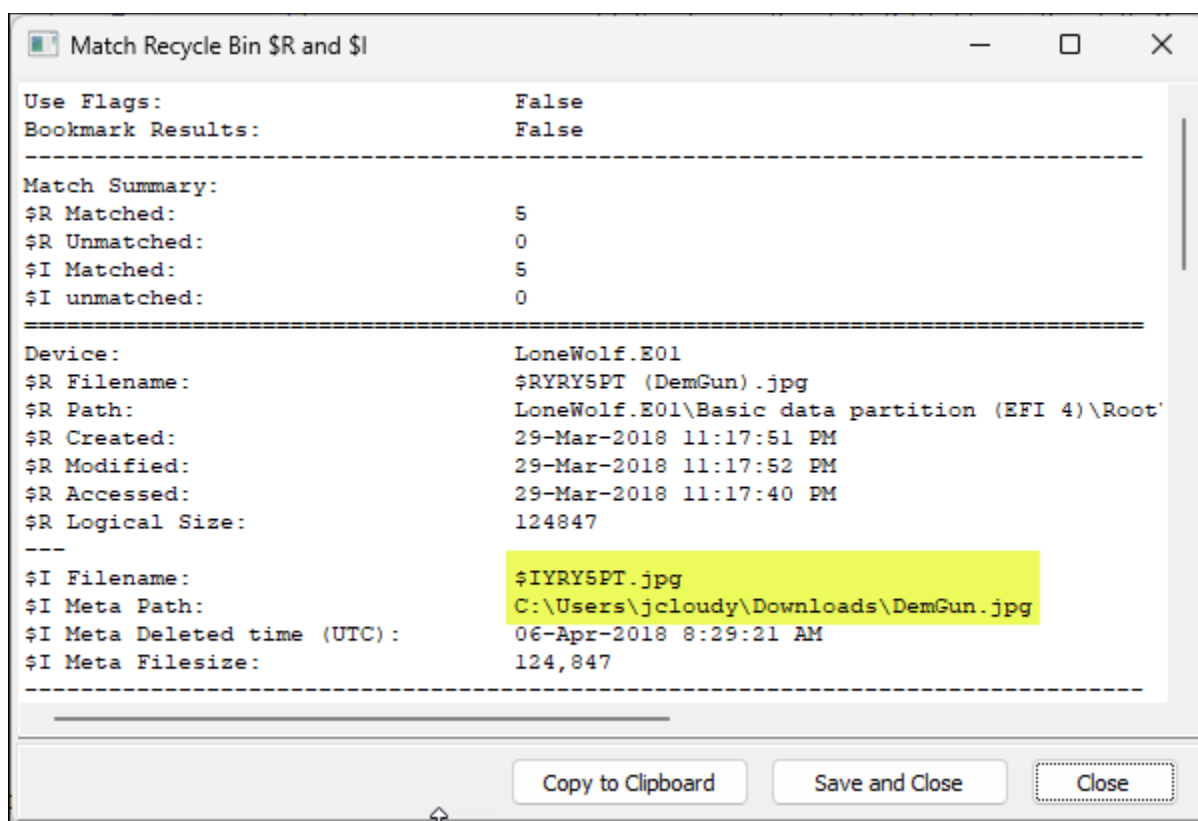 Match Recycle Bin $R and $I
Use Flags: False
Bookmark Results: False
--------------------------------------------------------------------------------
Match Summary:
$R Matched: 5
$R Unmatched: 0
$I Matched: 5
$I unmatched: 0
================================================================================
Device: LoneWolf.E01
$R Filename: $RYRY5PT (DemGun).jpg
$R Path: LoneWolf.E01\Basic data partition (EFI 4)\Root
$R Created: 29-Mar-2018 11:17:51 PM
$R Modified: 29-Mar-2018 11:17:52 PM
$R Accessed: 29-Mar-2018 11:17:40 PM
$R Logical Size: 124847
---
$I Filename: $IYRY5PT.jpg
$I Meta Path: C:\Users\jcloudy\Downloads\DemGun.jpg
$I Meta Deleted time (UTC): 06-Apr-2018 8:29:21 AM
$I Meta Filesize: 124,847
--------------------------------------------------------------------------------
Copy to Clipboard Save and Close Close